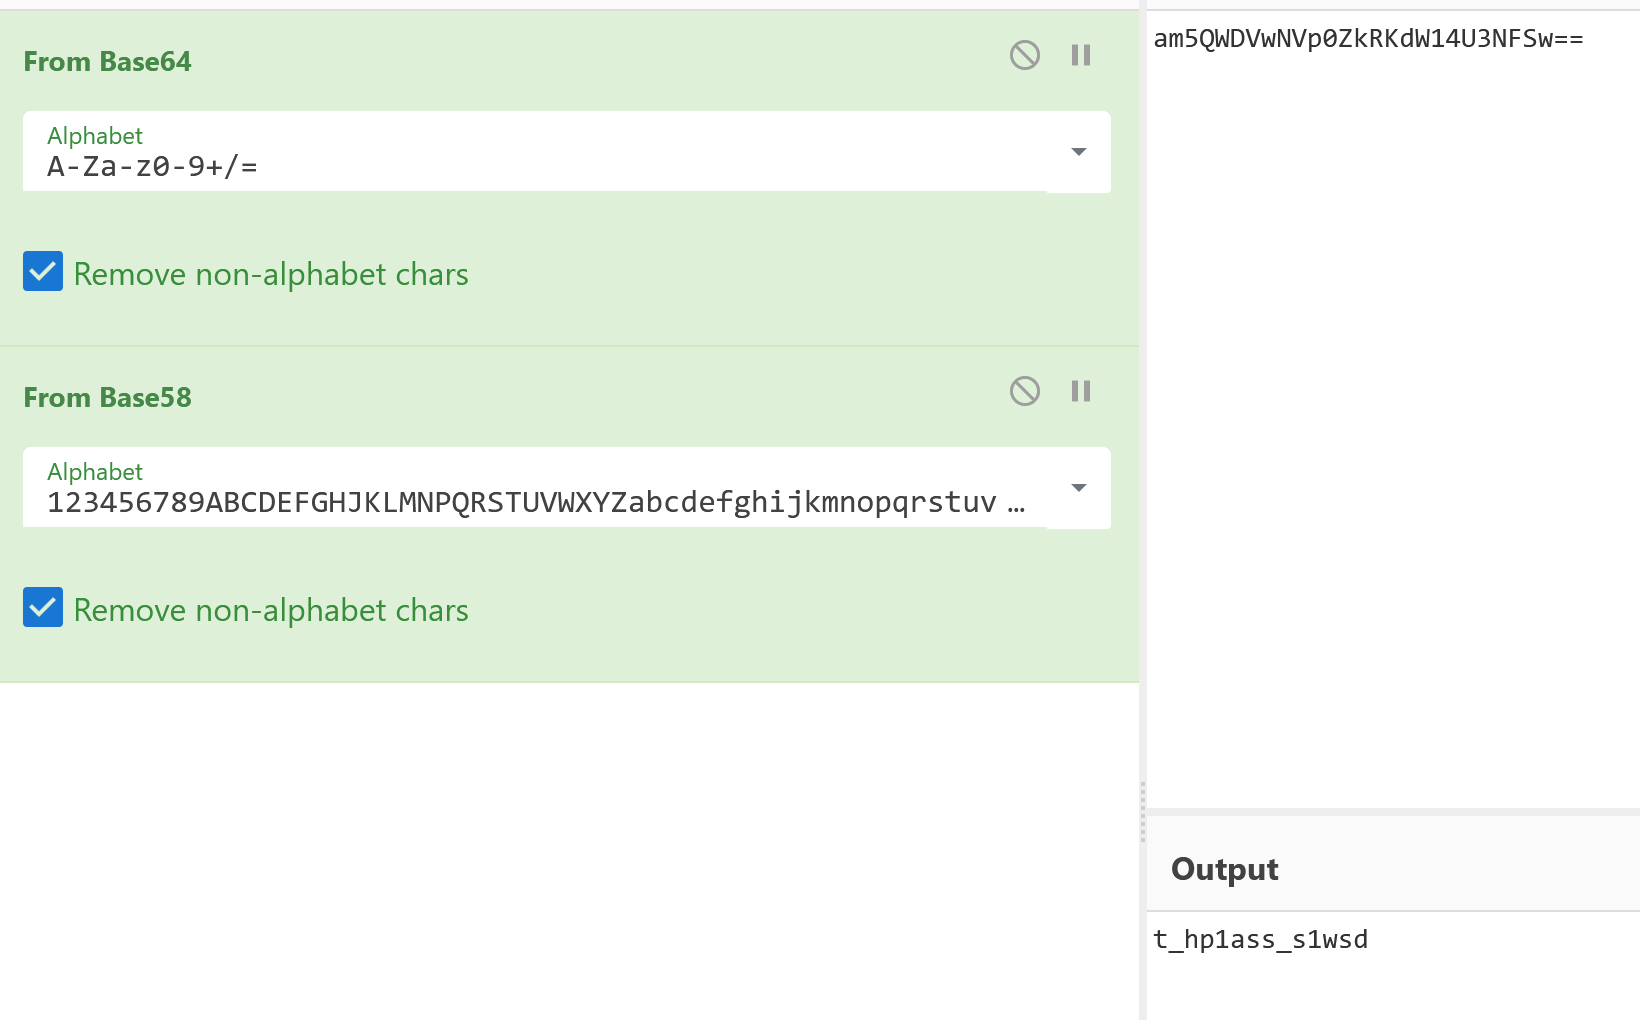 From Base64
Alphabet
A-Za-z0-9+/=
Remove non-alphabet chars
From Base58
Alphabet
123456789ABCDEFGHJKLMNPQRSTUVWXYZabcdefghijkmnopqrstuv …
Remove non-alphabet chars
am5QWDVwNVp0ZkRKdW14U3NFSw==
Output
t_hp1ass_s1wsd